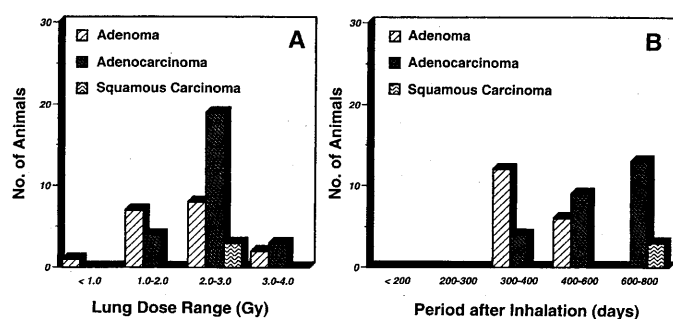 A
30
20
10
0
No. of Animals
Adenoma
Adenocarcinoma
Squamous Carcinoma
< 1.0 1.0-2.0 2.0-3.0 3.0-4.0
Lung Dose Range (Gy)
B
30
20
10
0
No. of Animals
Adenoma
Adenocarcinoma
Squamous Carcinoma
< 200 200-300 300-400 400-600 600-800
Period after Inhalation (days)